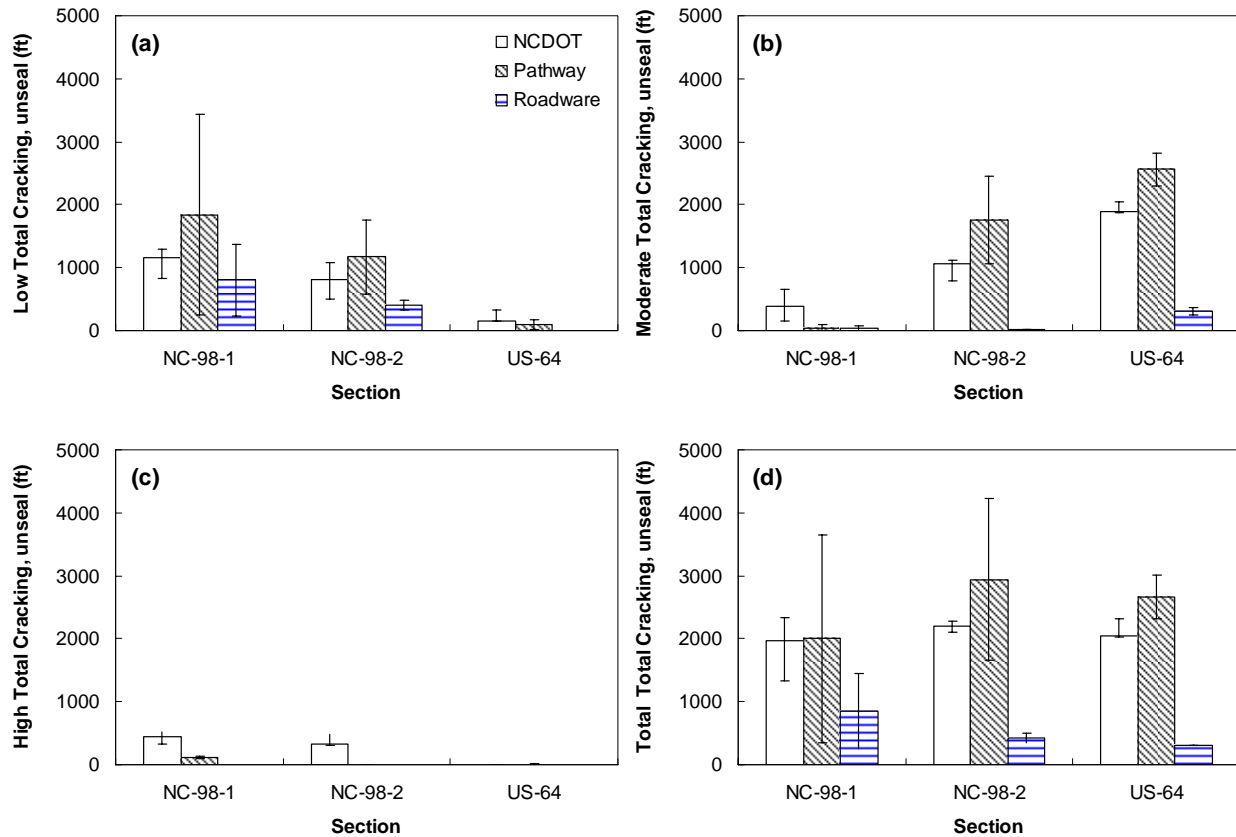 (a)
NCDOT
Pathway
Roadware
5000
4000
3000
2000
1000
0
Low Total Cracking, unseal (ft)
NC-98-1 NC-98-2 US-64
Section
(b)
5000
4000
3000
2000
1000
0
Moderate Total Cracking, unseal (ft)
NC-98-1 NC-98-2 US-64
Section
(c)
5000
4000
3000
2000
1000
0
High Total Cracking, unseal (ft)
NC-98-1 NC-98-2 US-64
Section
(d)
5000
4000
3000
2000
1000
0
Total Total Cracking, unseal (ft)
NC-98-1 NC-98-2 US-64
Section